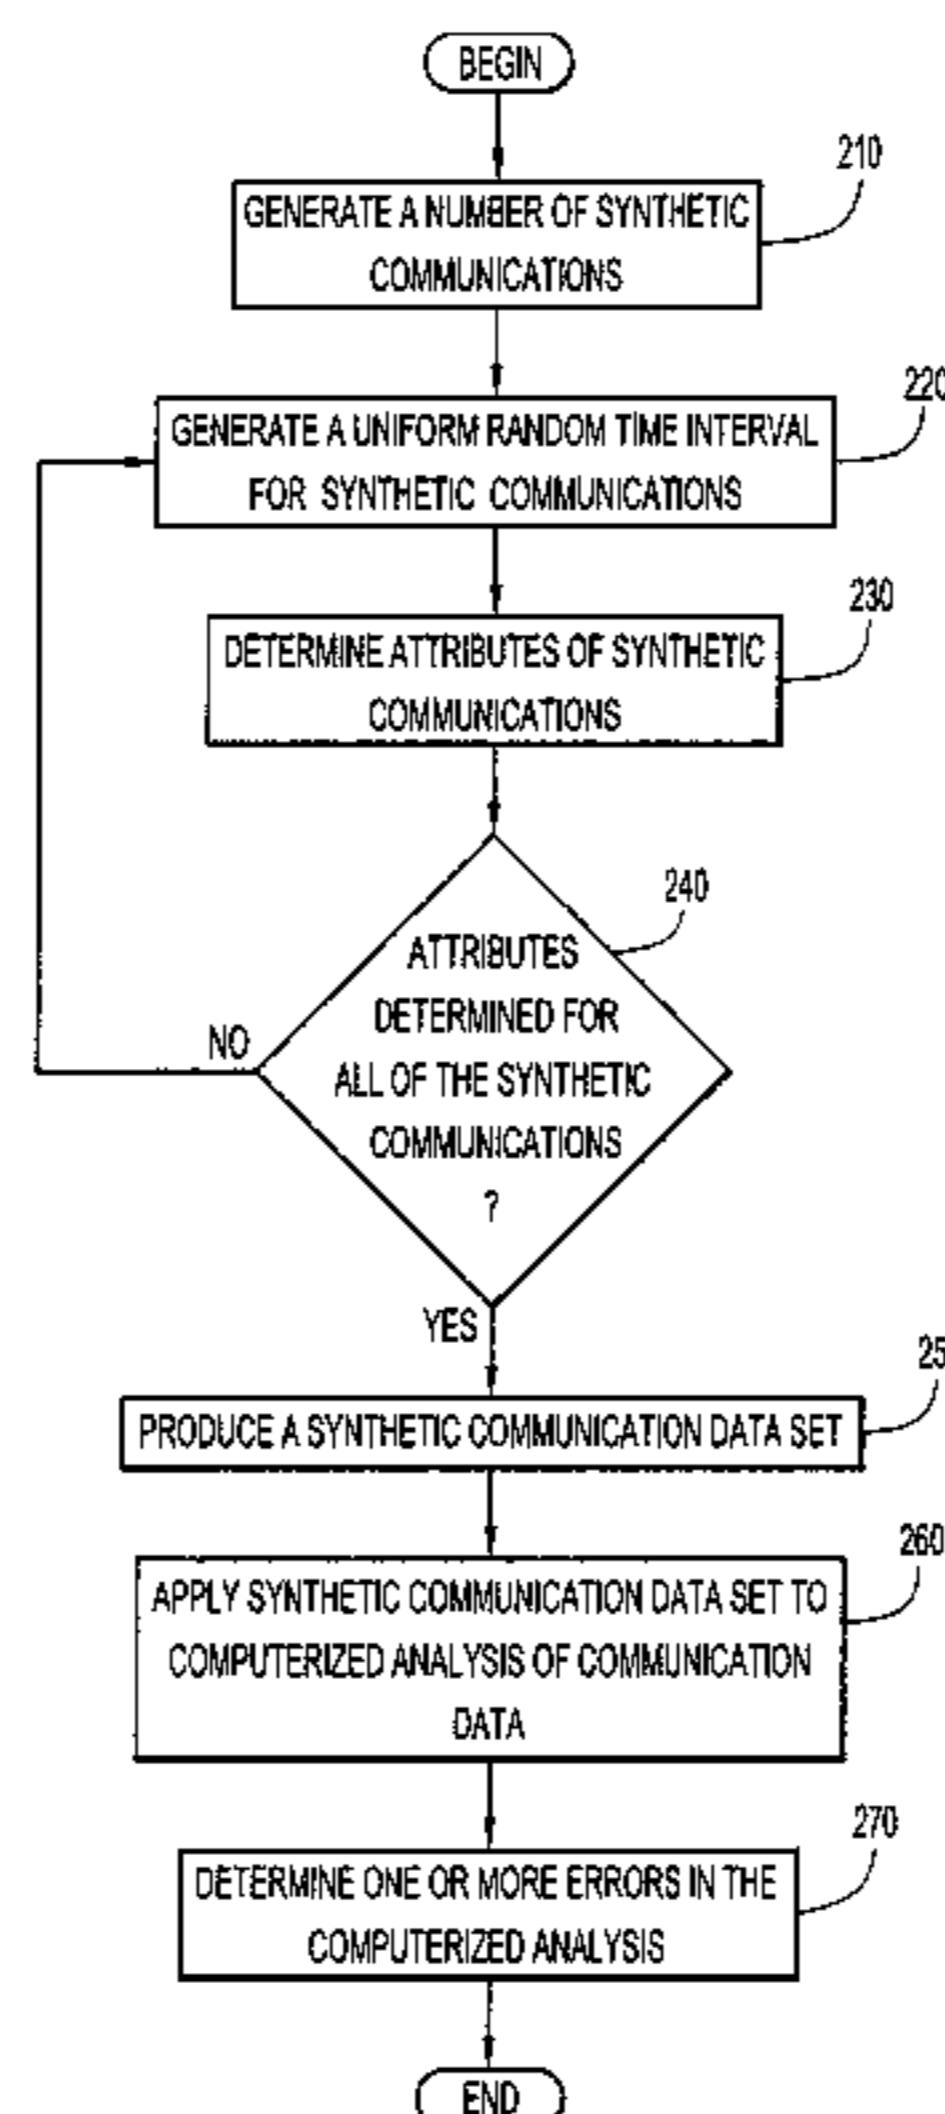 BEGIN
210
GENERATE A NUMBER OF SYNTHETIC
COMMUNICATIONS
220
GENERATE A UNIFORM RANDOM TIME INTERVAL
FOR SYNTHETIC COMMUNICATIONS
230
DETERMINE ATTRIBUTES OF SYNTHETIC
COMMUNICATIONS
240
ATTRIBUTES
DETERMINED FOR
ALL OF THE SYNTHETIC
COMMUNICATIONS
?
NO
YES
25
PRODUCE A SYNTHETIC COMMUNICATION DATA SET
260
APPLY SYNTHETIC COMMUNICATION DATA SET TO
COMPUTERIZED ANALYSIS OF COMMUNICATION
DATA
270
DETERMINE ONE OR MORE ERRORS IN THE
COMPUTERIZED ANALYSIS
END